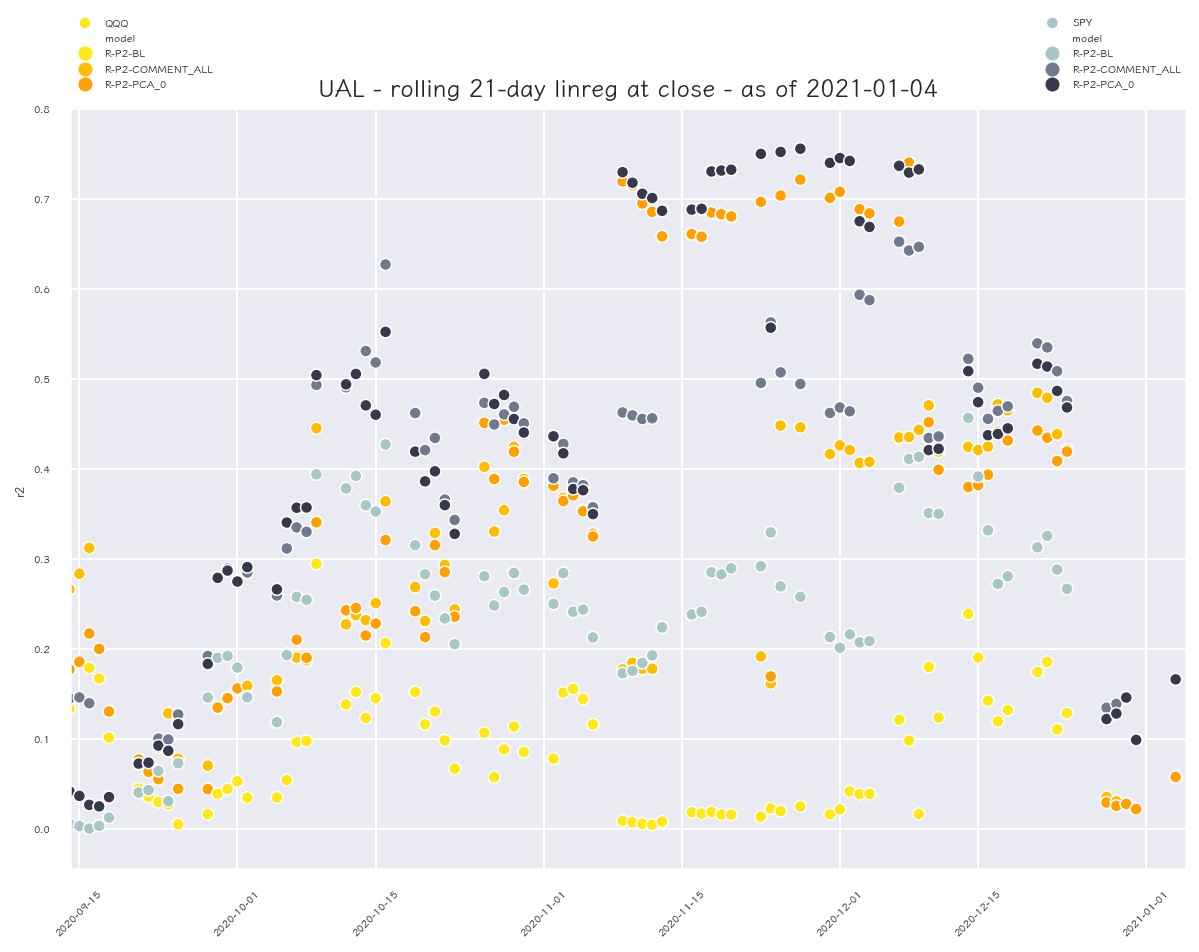 QQQ
model
R-P2-BL
R-P2-COMMENT_ALL
R-P2-PCA_0
SPY
model
R-P2-BL
R-P2-COMMENT_ALL
R-P2-PCA_0
UAL - rolling 21-day linreg at close - as of 2021-01-04
0.8
0.7
0.6
0.5
0.4
0.3
0.2
0.1
0.0
r2
2020-09-15
2020-10-01
2020-10-15
2020-11-01
2020-11-15
2020-12-01
2020-12-15
2021-01-01